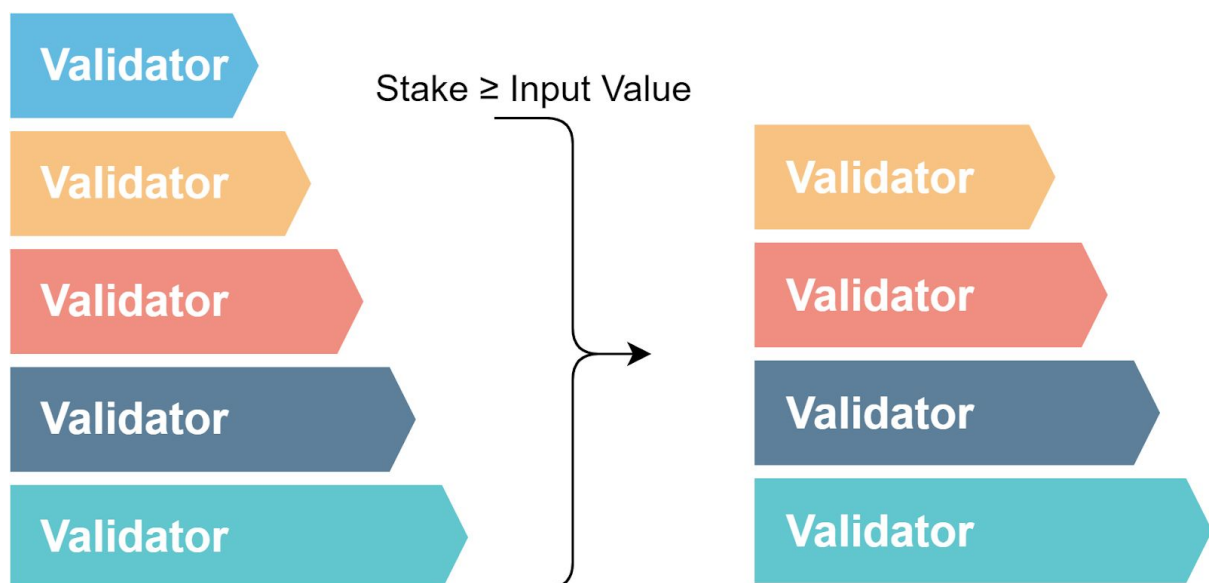 Validator
Stake ≥ Input Value
Validator
Validator
Validator
Validator
Validator
Validator
Validator
Validator